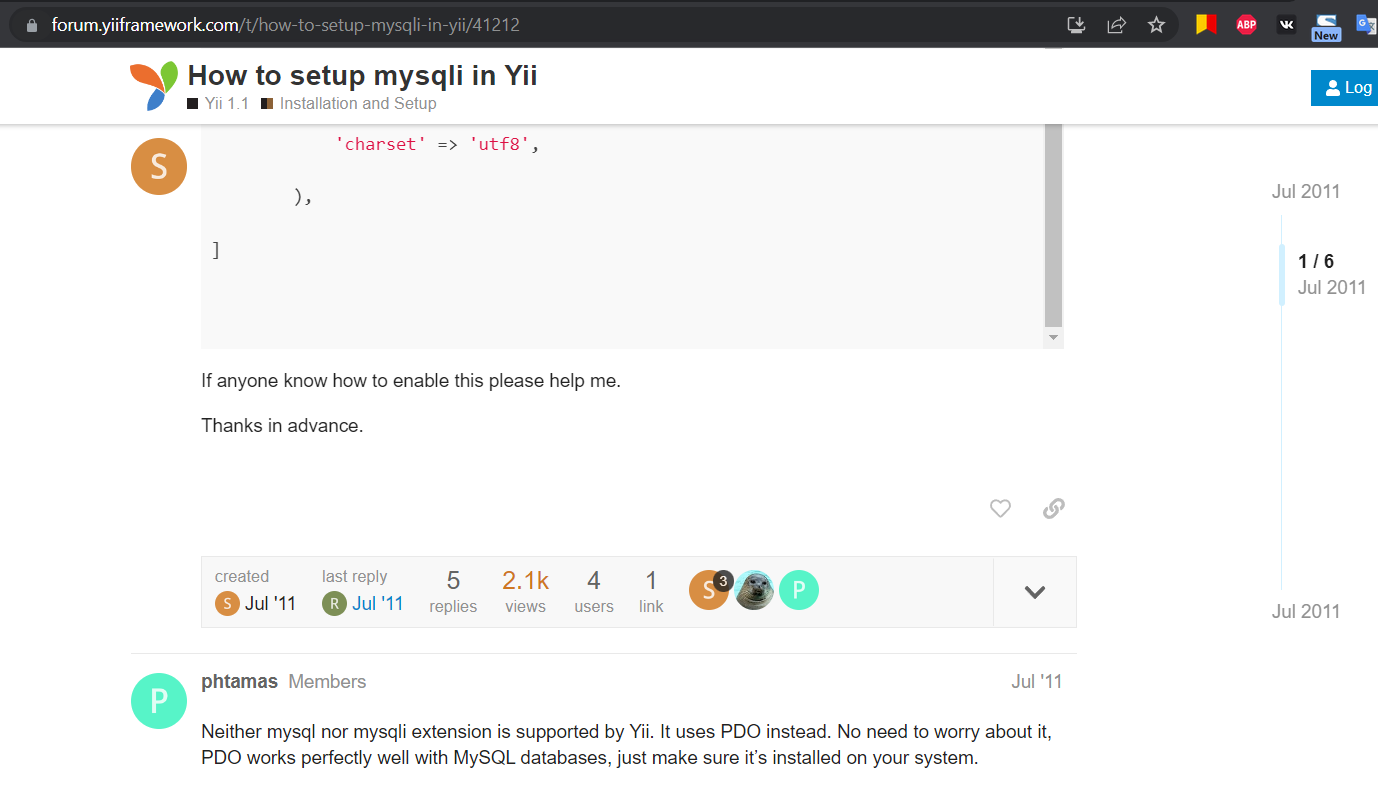 forum.yiiframework.com/t/how-to-setup-mysqli-in-yii/41212
ABP
New
G
How to setup mysqli in Yii
Yii 1.1 Installation and Setup
Log
S
'charset' => 'utf8',
),
]
Jul 2011
1 / 6
Jul 2011
Jul 2011
If anyone know how to enable this please help me.
Thanks in advance.
created
S Jul '11
last reply
R Jul '11
5
replies
2.1k
views
4
users
1
link
S 3 P
P
phtamas Members Jul '11
Neither mysql nor mysqli extension is supported by Yii. It uses PDO instead. No need to worry about it,
PDO works perfectly well with MySQL databases, just make sure it’s installed on your system.